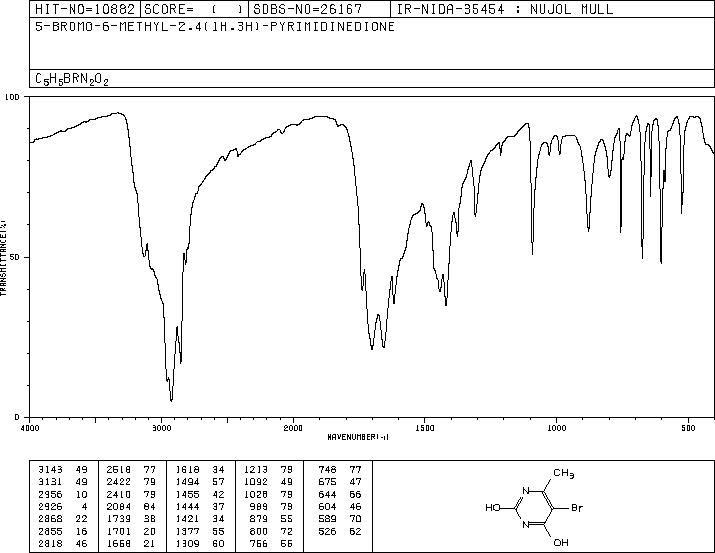 HIT-NO=10882 SCORE= ( ) SDBS-NO=26167 IR-NIDA-35454 : NUJOL MULL
5-BROMO-6-METHYL-2.4(1H.3H)-PYRIMIDINEDIONE
C5H5BRN2O2
100
50
0
TRANSMITTANCE(%)
4000 3000 2000 1500 1000 500
WAVENUMBER(-1)
3143 49 2518 77 1618 34 1213 79 748 77
3131 49 2422 79 1494 57 1092 49 675 47
2956 10 2410 79 1455 42 1028 79 644 66
2926 4 2084 84 1444 37 989 79 604 46
2868 22 1739 38 1421 34 879 55 589 70
2855 16 1701 20 1377 55 800 72 526 62
2818 46 1658 21 1309 60 756 55
CH3
N
HO
Br
N
OH